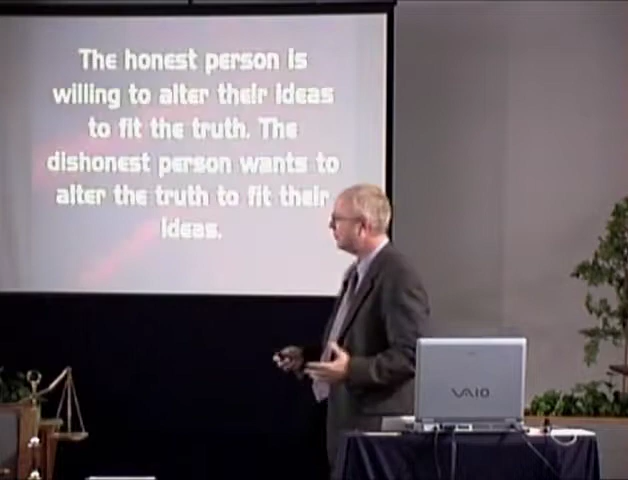 The honest person is
willing to alter their ideas
to fit the truth. The
dishonest person wants to
alter the truth to fit their
ideas.
VAIO